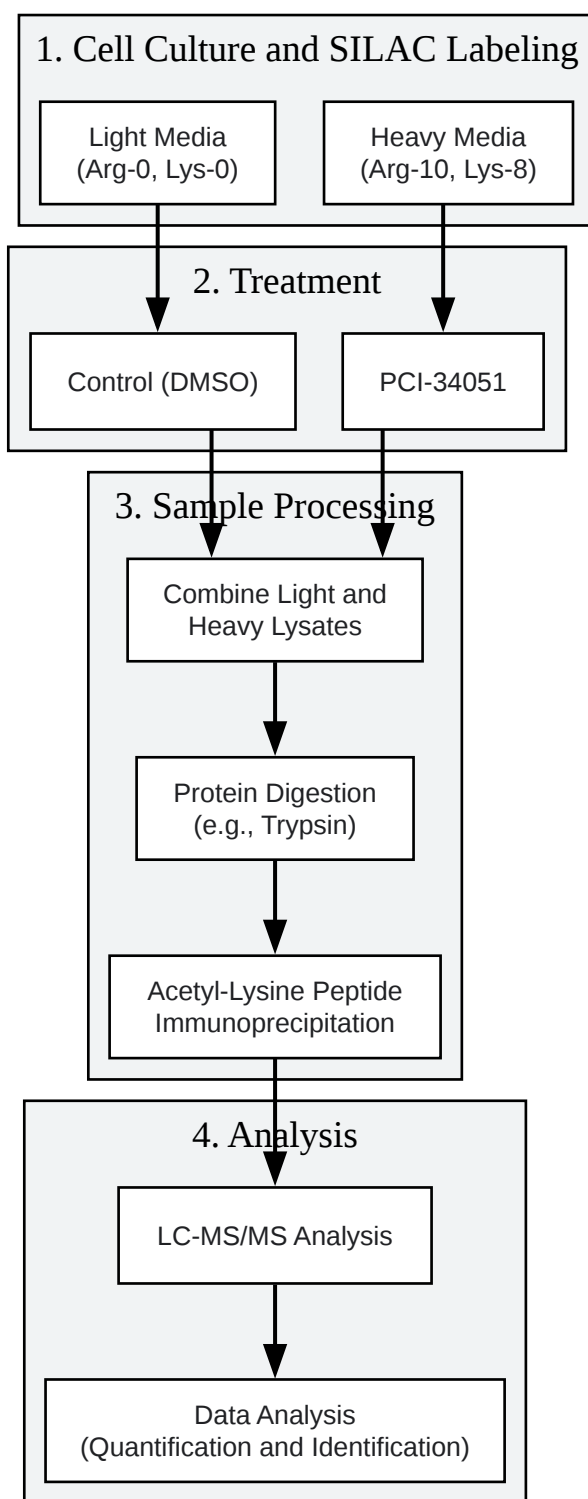 1. Cell Culture and SILAC Labeling
Light Media
(Arg-0, Lys-0)
Heavy Media
(Arg-10, Lys-8)
2. Treatment
Control (DMSO)
PCI-34051
3. Sample Processing
Combine Light and
Heavy Lysates
Protein Digestion
(e.g., Trypsin)
Acetyl-Lysine Peptide
Immunoprecipitation
4. Analysis
LC-MS/MS Analysis
Data Analysis
(Quantification and Identification)